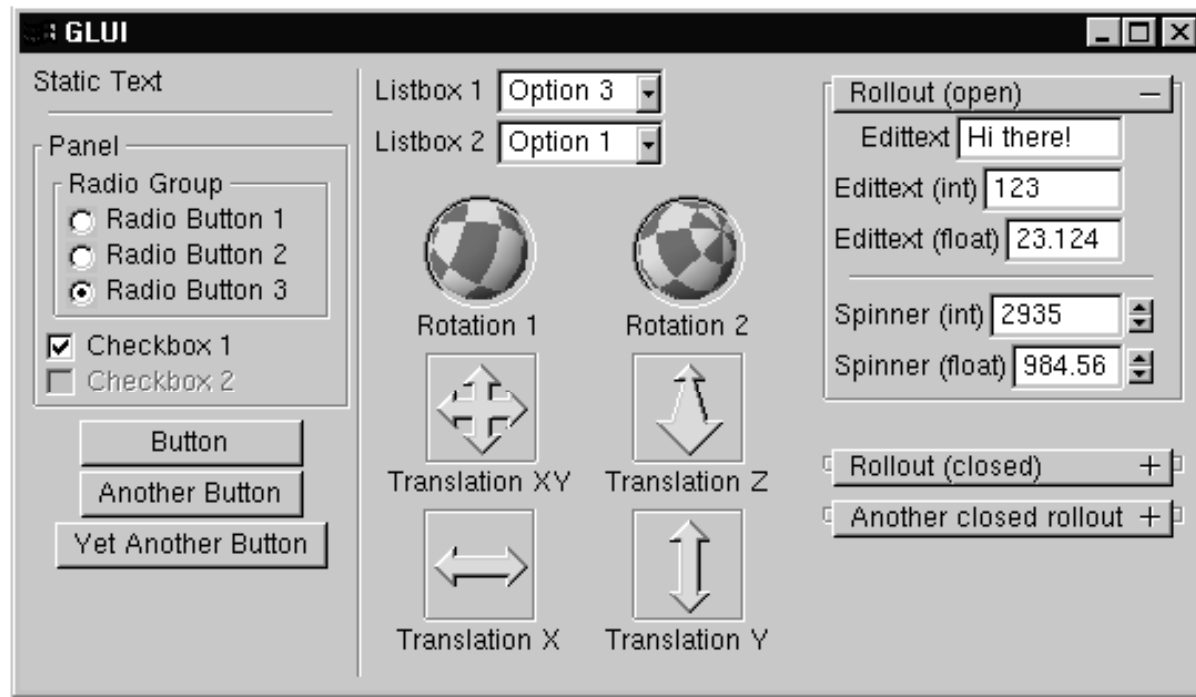 GLUI
Static Text
Panel
Radio Group
Radio Button 1
Radio Button 2
Radio Button 3
Checkbox 1
Checkbox 2
Button
Another Button
Yet Another Button
Listbox 1 Option 3
Listbox 2 Option 1
Rotation 1 Rotation 2
Translation XY Translation Z
Translation X Translation Y
Rollout (open)
Edittext Hi there!
Edittext (int) 123
Edittext (float) 23.124
Spinner (int) 2935
Spinner (float) 984.56
Rollout (closed)
Another closed rollout